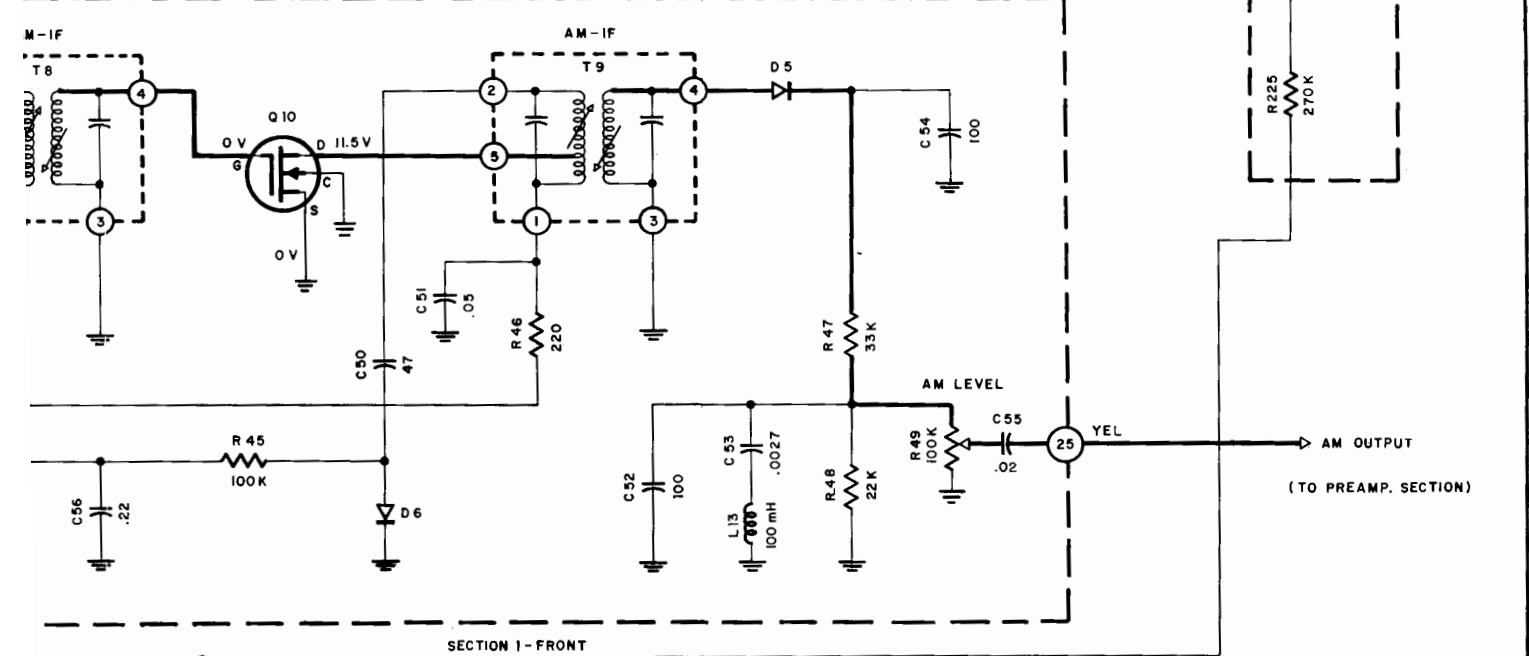 M-IF
T8
4
3
Q10
0 V
G
D
11.5 V
C
S
0 V
AM-IF
T9
2
5
1
3
4
D5
C54
100
R225
270K
C51
.05
R46
220
C50
47
R47
33K
AM LEVEL
R49
100K
C55
.02
25
YEL
AM OUTPUT
(TO PREAMP. SECTION)
R45
100K
C56
.22
D6
C52
100
C53
.0027
L13
100 mH
R48
22K
SECTION 1-FRONT